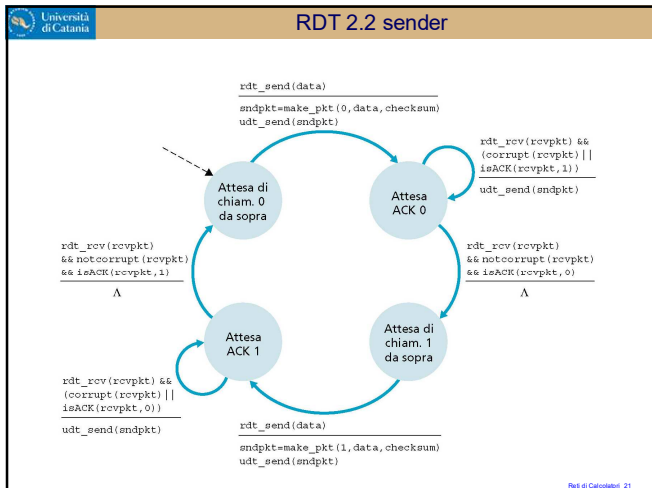 Università
di Catania
RDT 2.2 sender
rdt_send(data)
sndpkt=make_pkt(0,data,checksum)
udt_send(sndpkt)
rdt_rcv(rcvpkt) &&
(corrupt(rcvpkt)||
isACK(rcvpkt,1))
udt_send(sndpkt)
Attesa di
chiam. 0
da sopra
Attesa
ACK 0
rdt_rcv(rcvpkt)
&& notcorrupt(rcvpkt)
&& isACK(rcvpkt,1)
Λ
rdt_rcv(rcvpkt)
&& notcorrupt(rcvpkt)
&& isACK(rcvpkt,0)
Λ
Attesa
ACK 1
Attesa di
chiam. 1
da sopra
rdt_rcv(rcvpkt) &&
(corrupt(rcvpkt)||
isACK(rcvpkt,0))
udt_send(sndpkt)
rdt_send(data)
sndpkt=make_pkt(1,data,checksum)
udt_send(sndpkt)
Reti di Calcolatori 21